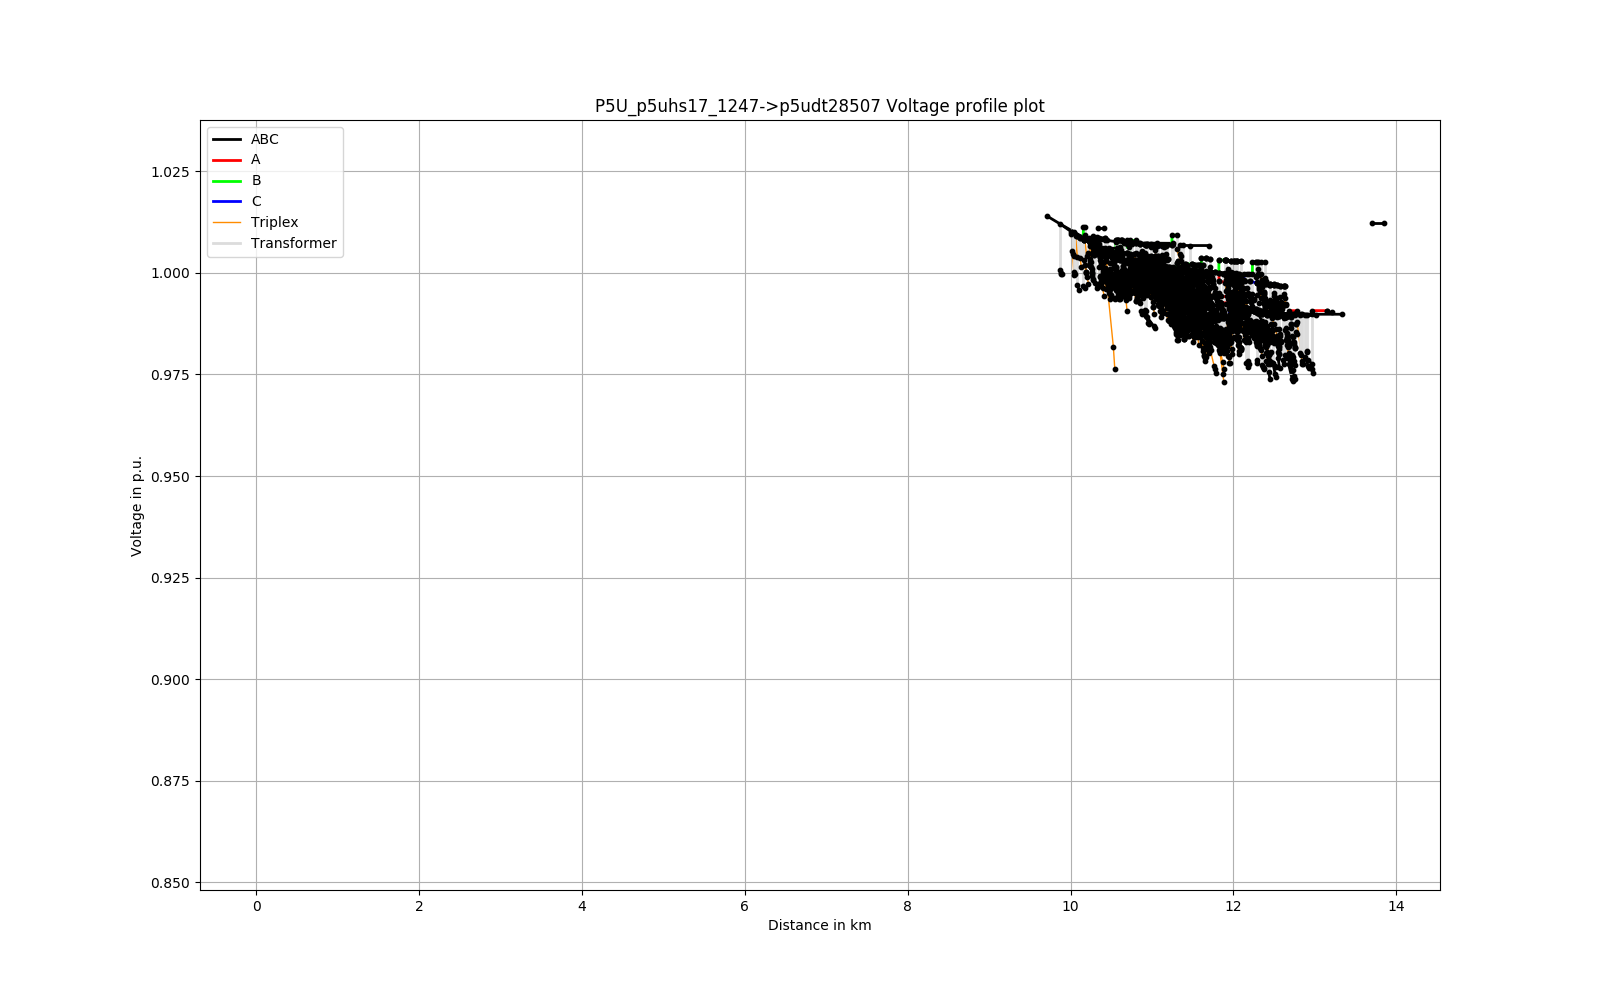 P5U_p5uhs17_1247->p5udt28507 Voltage profile plot
ABC
A
B
C
Triplex
Transformer
1.025
1.000
0.975
0.950
0.925
0.900
0.875
0.850
Voltage in p.u.
0 2 4 6 8 10 12 14
Distance in km